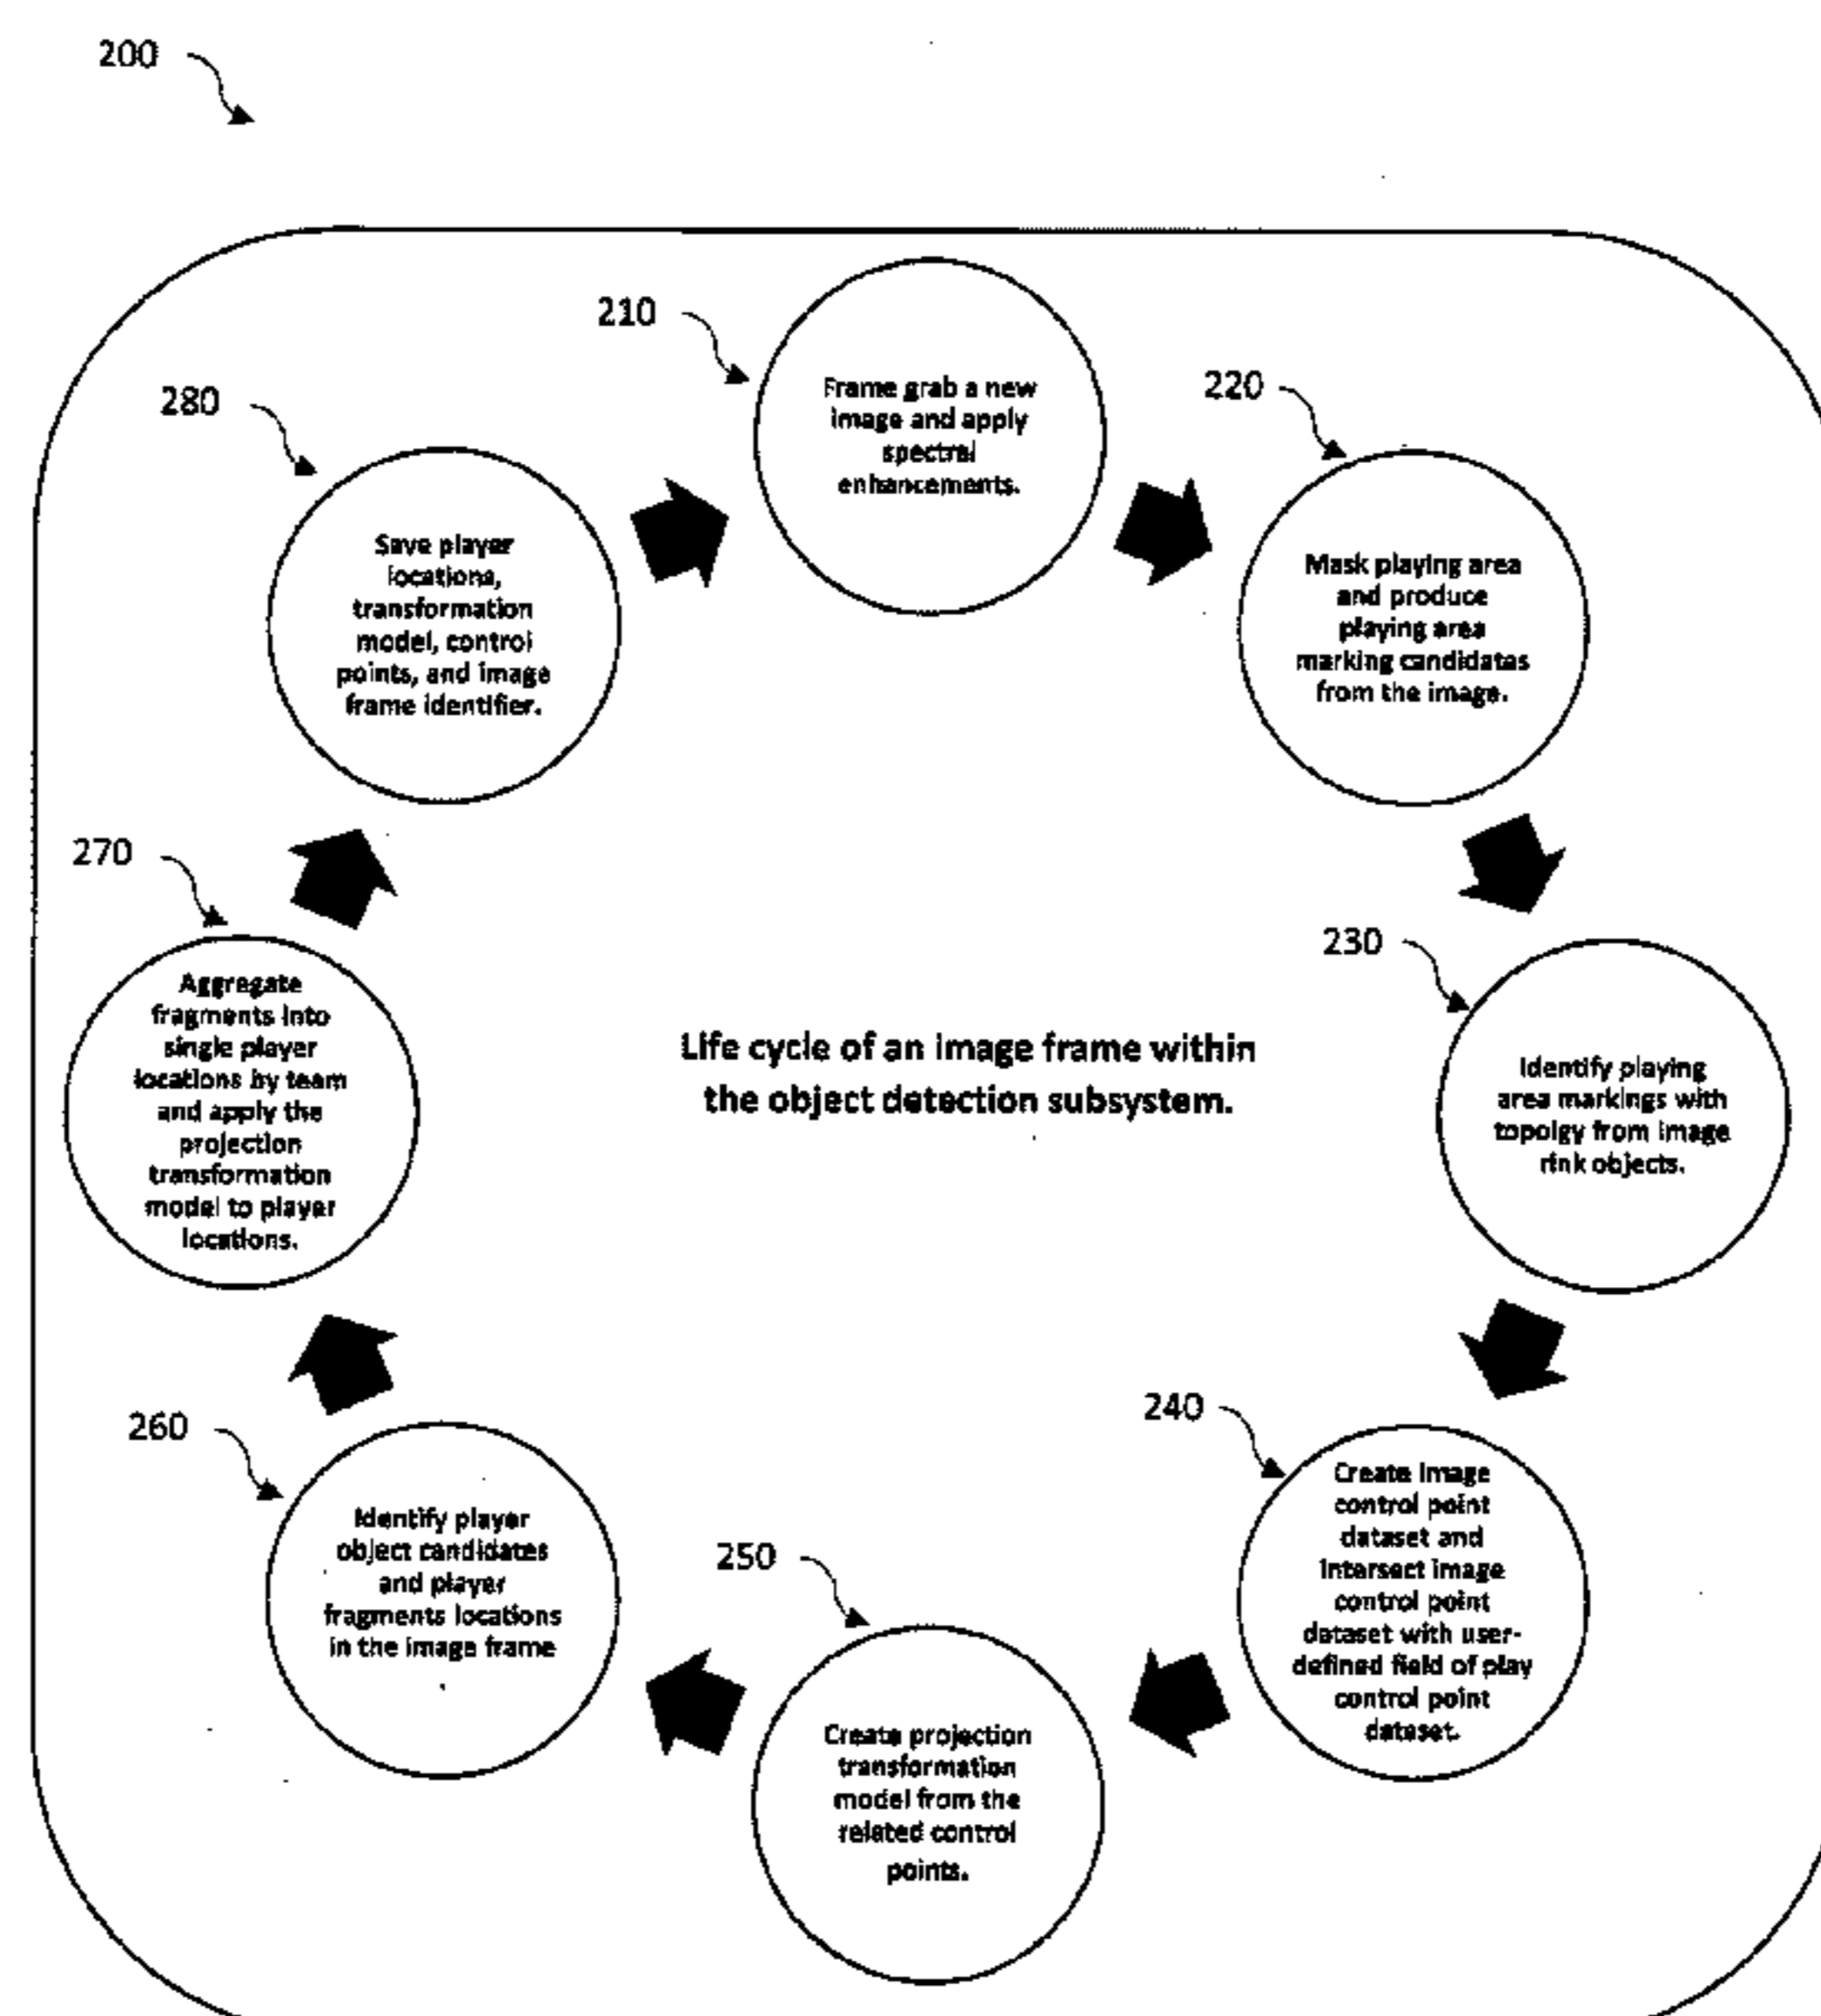 200
210
Frame grab a new
image and apply
spectral
enhancements.
220
Mask playing area
and produce
playing area
marking candidates
from the image.
230
Identify playing
area markings with
topolgy from image
rink objects.
240
Create image
control point
dataset and
intersect image
control point
dataset with user-
defined field of play
control point
dataset.
250
Create projection
transformation
model from the
related control
points.
260
Identify player
object candidates
and player
fragments locations
in the image frame
270
Aggregate
fragments into
single player
locations by team
and apply the
projection
transformation
model to player
locations.
280
Save player
locations,
transformation
model, control
points, and image
frame identifier.
Life cycle of an image frame within
the object detection subsystem.